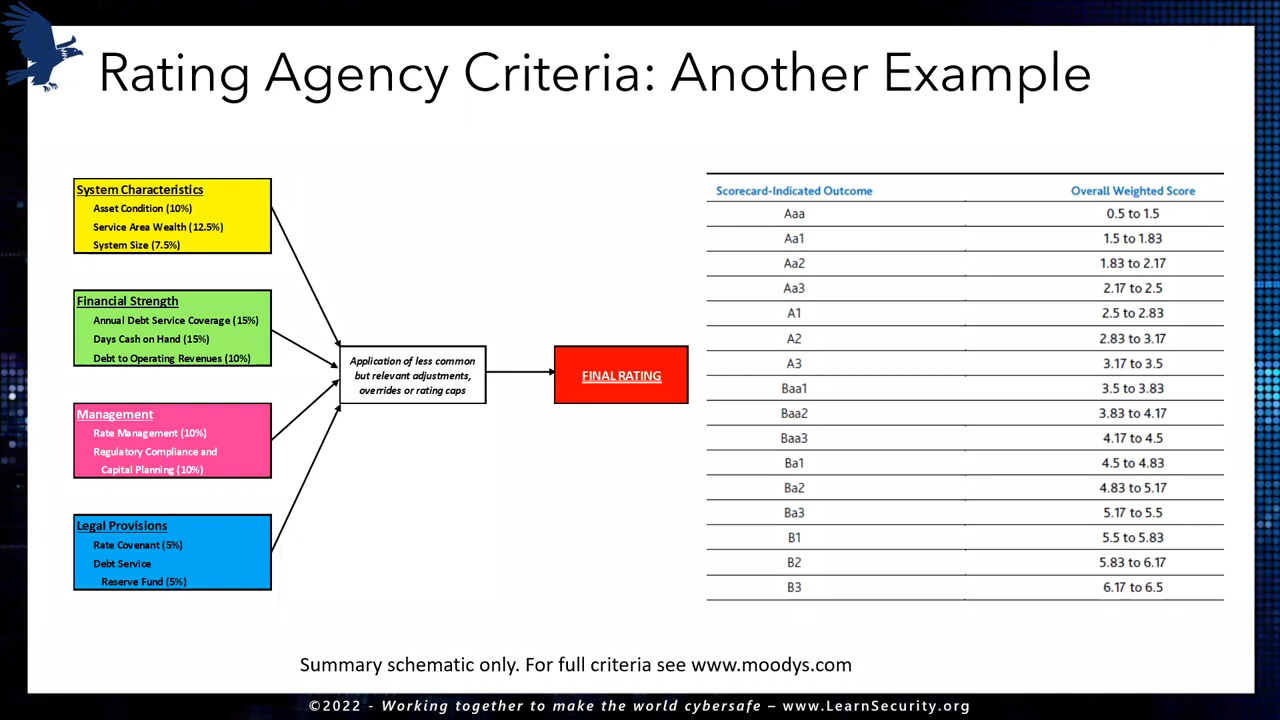 Rating Agency Criteria: Another Example
System Characteristics
Asset Condition (10%)
Service Area Wealth (12.5%)
System Size (7.5%)
Financial Strength
Annual Debt Service Coverage (15%)
Days Cash on Hand (15%)
Debt to Operating Revenues (10%)
Management
Rate Management (10%)
Regulatory Compliance and
Capital Planning (10%)
Legal Provisions
Rate Covenant (5%)
Debt Service
Reserve Fund (5%)
Application of less common
but relevant adjustments,
overrides or rating caps
FINAL RATING
Scorecard-Indicated Outcome Overall Weighted Score
Aaa 0.5 to 1.5
Aa1 1.5 to 1.83
Aa2 1.83 to 2.17
Aa3 2.17 to 2.5
A1 2.5 to 2.83
A2 2.83 to 3.17
A3 3.17 to 3.5
Baa1 3.5 to 3.83
Baa2 3.83 to 4.17
Baa3 4.17 to 4.5
Ba1 4.5 to 4.83
Ba2 4.83 to 5.17
Ba3 5.17 to 5.5
B1 5.5 to 5.83
B2 5.83 to 6.17
B3 6.17 to 6.5
Summary schematic only. For full criteria see www.moodys.com
©2022 - Working together to make the world cybersafe – www.LearnSecurity.org